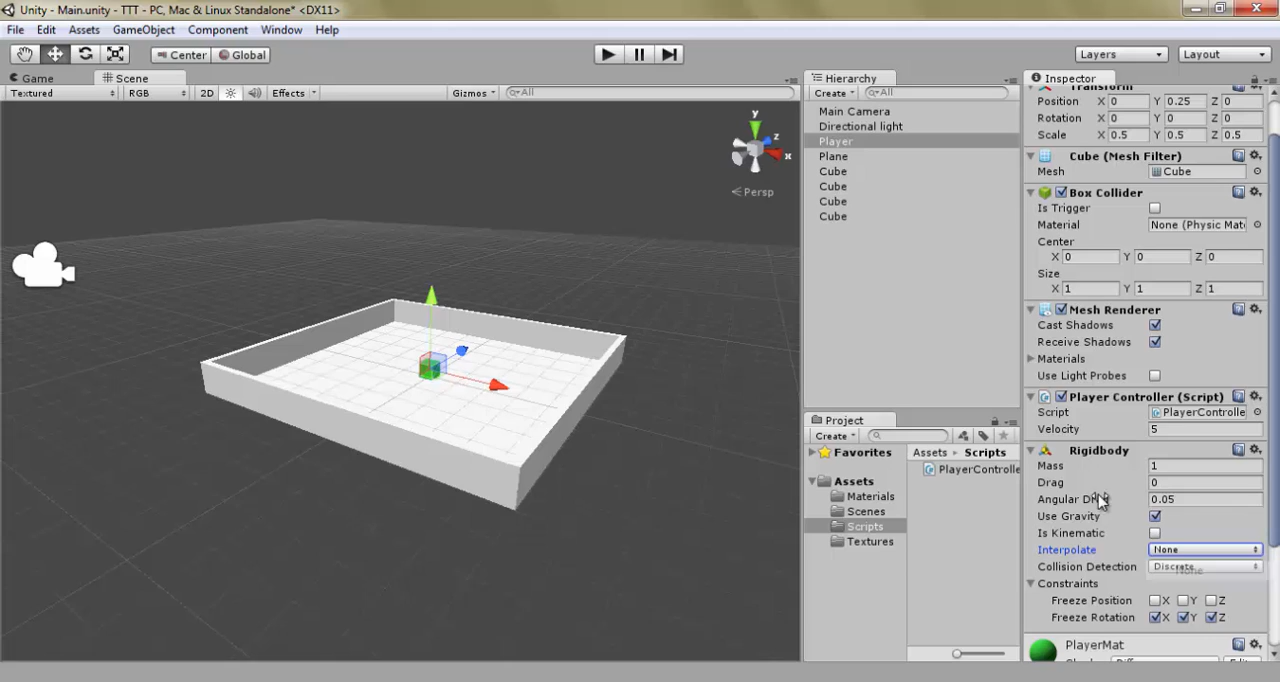 Unity - Main.unity - TTT - PC, Mac & Linux Standalone* <DX11>
File Edit Assets GameObject Component Window Help
Center Global Layers Layout
Game Scene
Textured RGB 2D Effects Gizmos All
y
z
x
Persp
Hierarchy
Create All
Main Camera
Directional light
Player
Plane
Cube
Cube
Cube
Cube
Project
Create
Favorites
Assets
Materials
Scenes
Scripts
Textures
Assets Scripts
PlayerControlle
Inspector
Transform
Position X 0 Y 0.25 Z 0
Rotation X 0 Y 0 Z 0
Scale X 0.5 Y 0.5 Z 0.5
Cube (Mesh Filter)
Mesh Cube
Box Collider
Is Trigger
Material None (Physic Mat
Center
X 0 Y 0 Z 0
Size
X 1 Y 1 Z 1
Mesh Renderer
Cast Shadows
Receive Shadows
Materials
Use Light Probes
Player Controller (Script)
Script PlayerControlle
Velocity 5
Rigidbody
Mass 1
Drag 0
Angular 0.05
Use Gravity
Is Kinematic
Interpolate None
Collision Detection Discrete
None
Constraints
Freeze Position X Y Z
Freeze Rotation X Y Z
PlayerMat